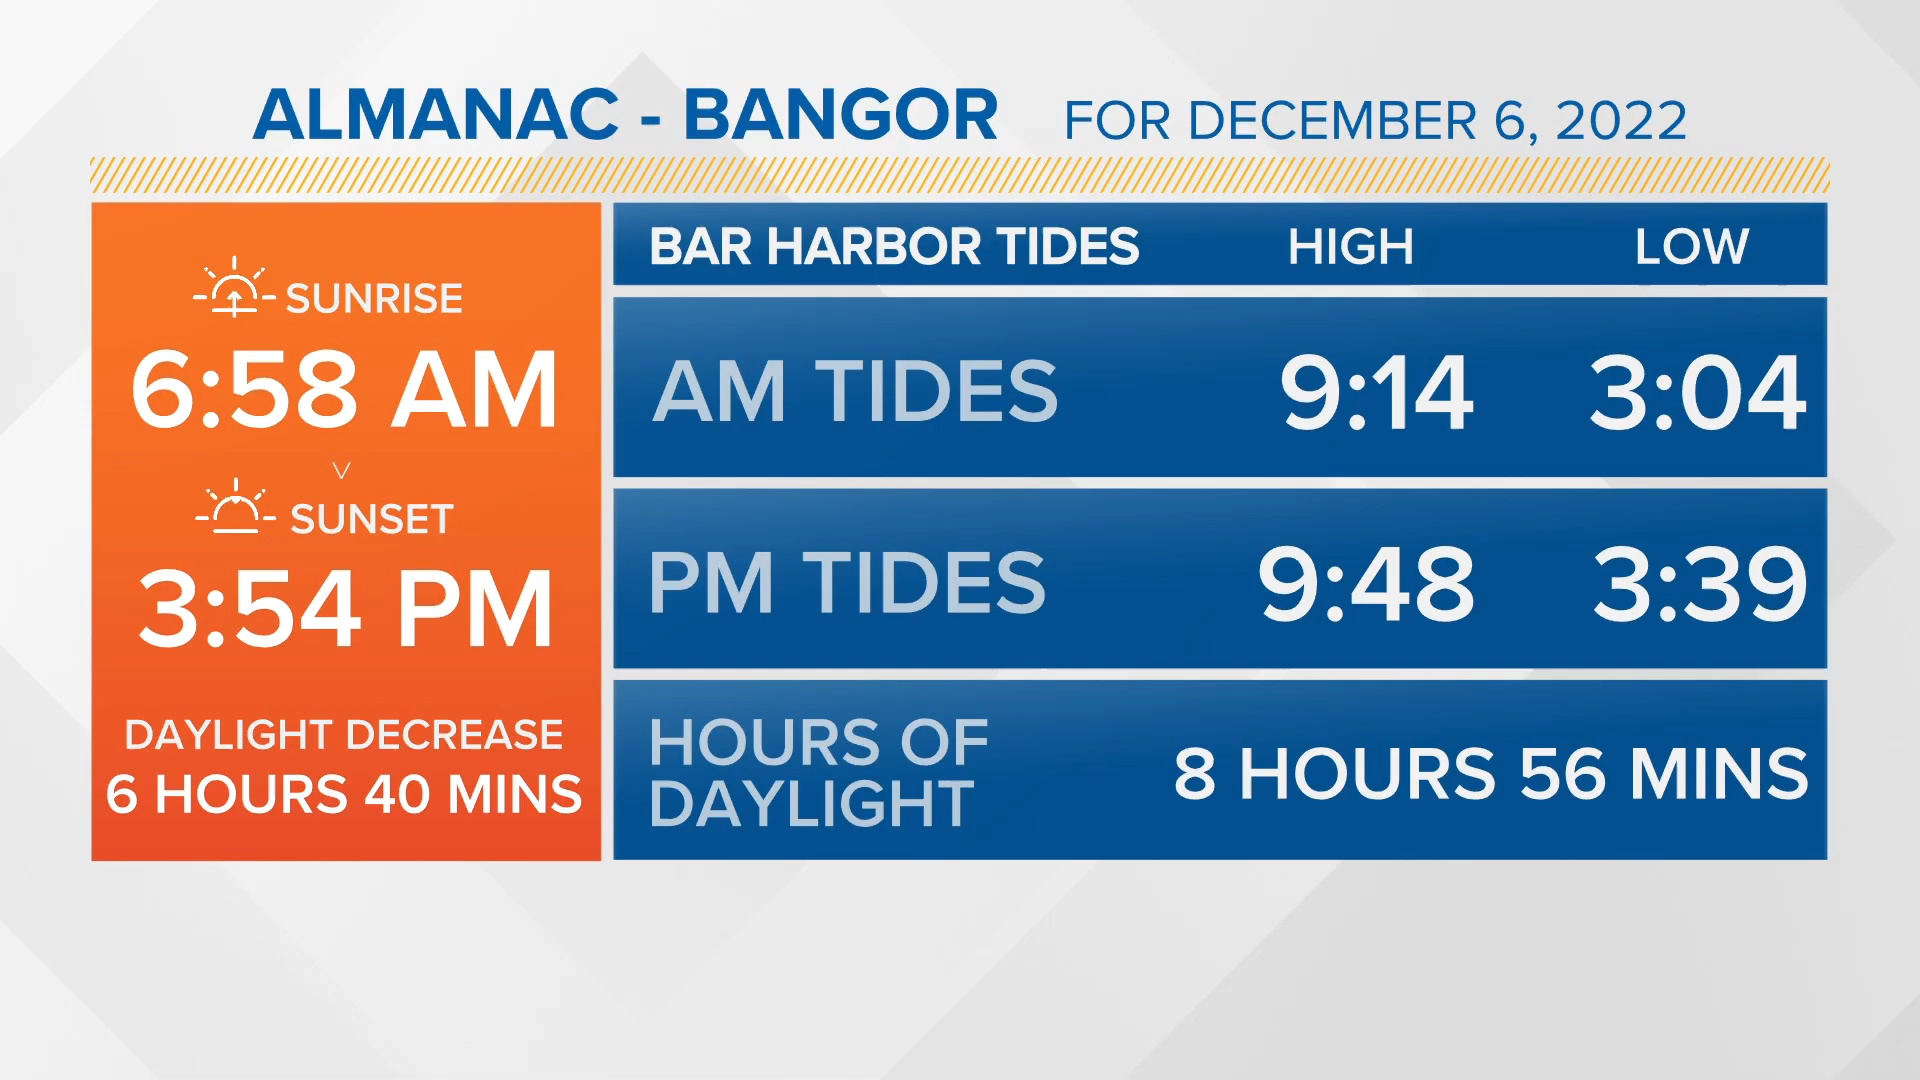 ALMANAC - BANGOR FOR DECEMBER 6, 2022
SUNRISE
6:58 AM
SUNSET
3:54 PM
DAYLIGHT DECREASE
6 HOURS 40 MINS
BAR HARBOR TIDES HIGH LOW
AM TIDES 9:14 3:04
PM TIDES 9:48 3:39
HOURS OF
DAYLIGHT
8 HOURS 56 MINS